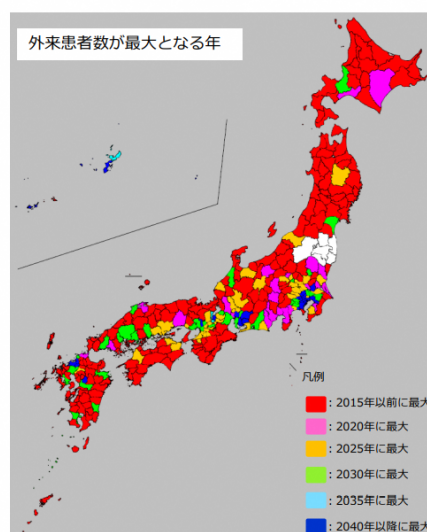 外来患者数が最大となる年
凡例
：2015年以前に最大
：2020年に最大
：2025年に最大
：2030年に最大
：2035年に最大
：2040年以降に最大